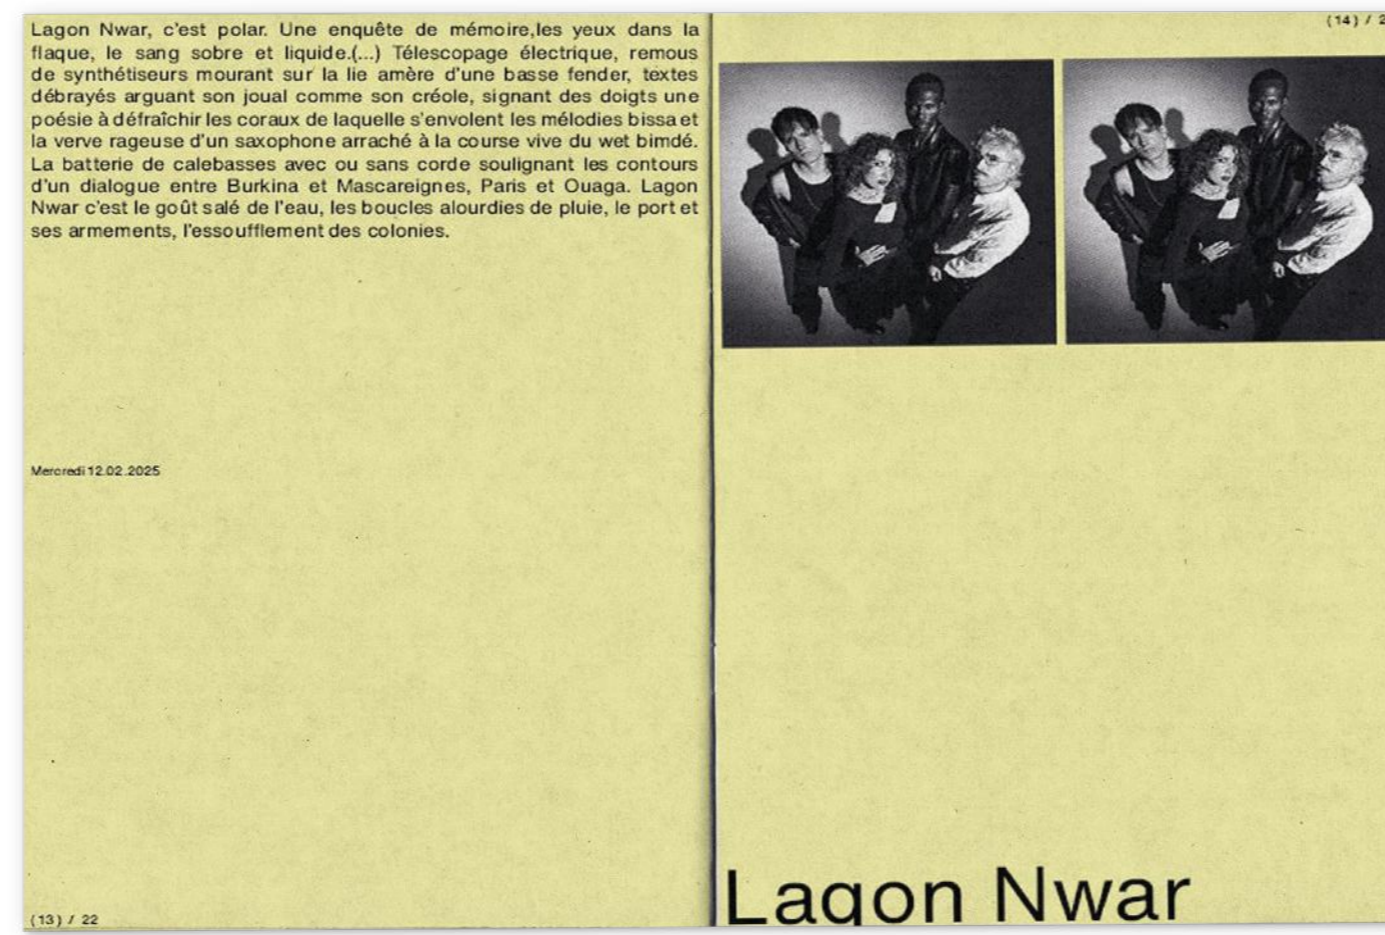 Lagon Nwar, c'est polar. Une enquête de mémoire,les yeux dans la
flaque, le sang sobre et liquide.(...) Télescopage électrique, remous
de synthétiseurs mourant sur la lie amère d'une basse fender, textes
débrayés arguant son joual comme son créole, signant des doigts une
poésie à défraîchir les coraux de laquelle s'envolent les mélodies bissa et
la verve rageuse d'un saxophone arraché à la course vive du wet bimdé.
La batterie de calebasses avec ou sans corde soulignant les contours
d'un dialogue entre Burkina et Mascareignes, Paris et Ouaga. Lagon
Nwar c'est le goût salé de l'eau, les boucles alourdies de pluie, le port et
ses armements, l'essoufflement des colonies.
Mercredi 12.02.2025
(13) / 22
(14) / 2
Lagon Nwar